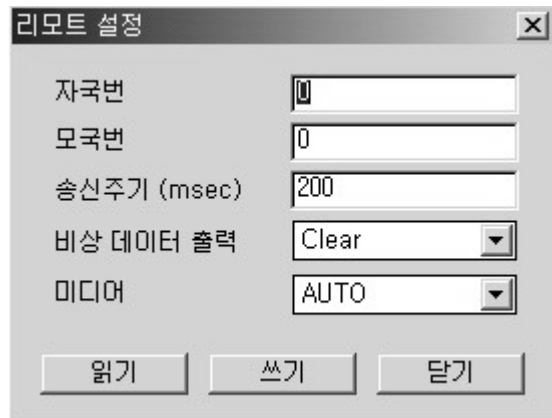 리모트 설정
자국번 0
모국번 0
송신주기 (msec) 200
비상 데이터 출력 Clear
미디어 AUTO
읽기 쓰기 닫기